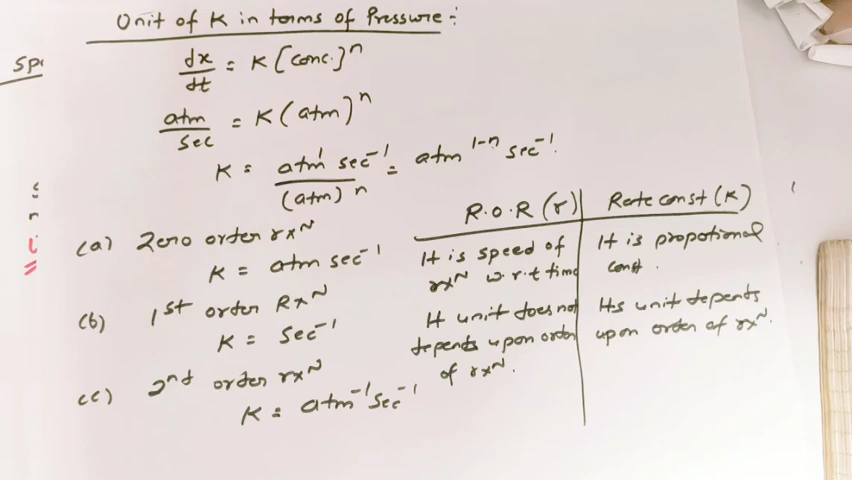 Unit of K in terms of Pressure :-
dx/dt = K [conc.]^n
atm/sec = K (atm)^n
K = atm^1 sec^-1 / (atm)^n = atm^1-n sec^-1
(a) Zero order rx^N
K = atm sec^-1
(b) 1st order Rx^N
K = Sec^-1
(c) 2nd order rx^N
K = atm^-1 sec^-1
R.O.R (r) | Rate const (K)
It is speed of
rx^N w.r.t time
It unit does not
depends upon order
of rx^N.
It is propotional
const.
Its unit depends
upon order of rx^N.